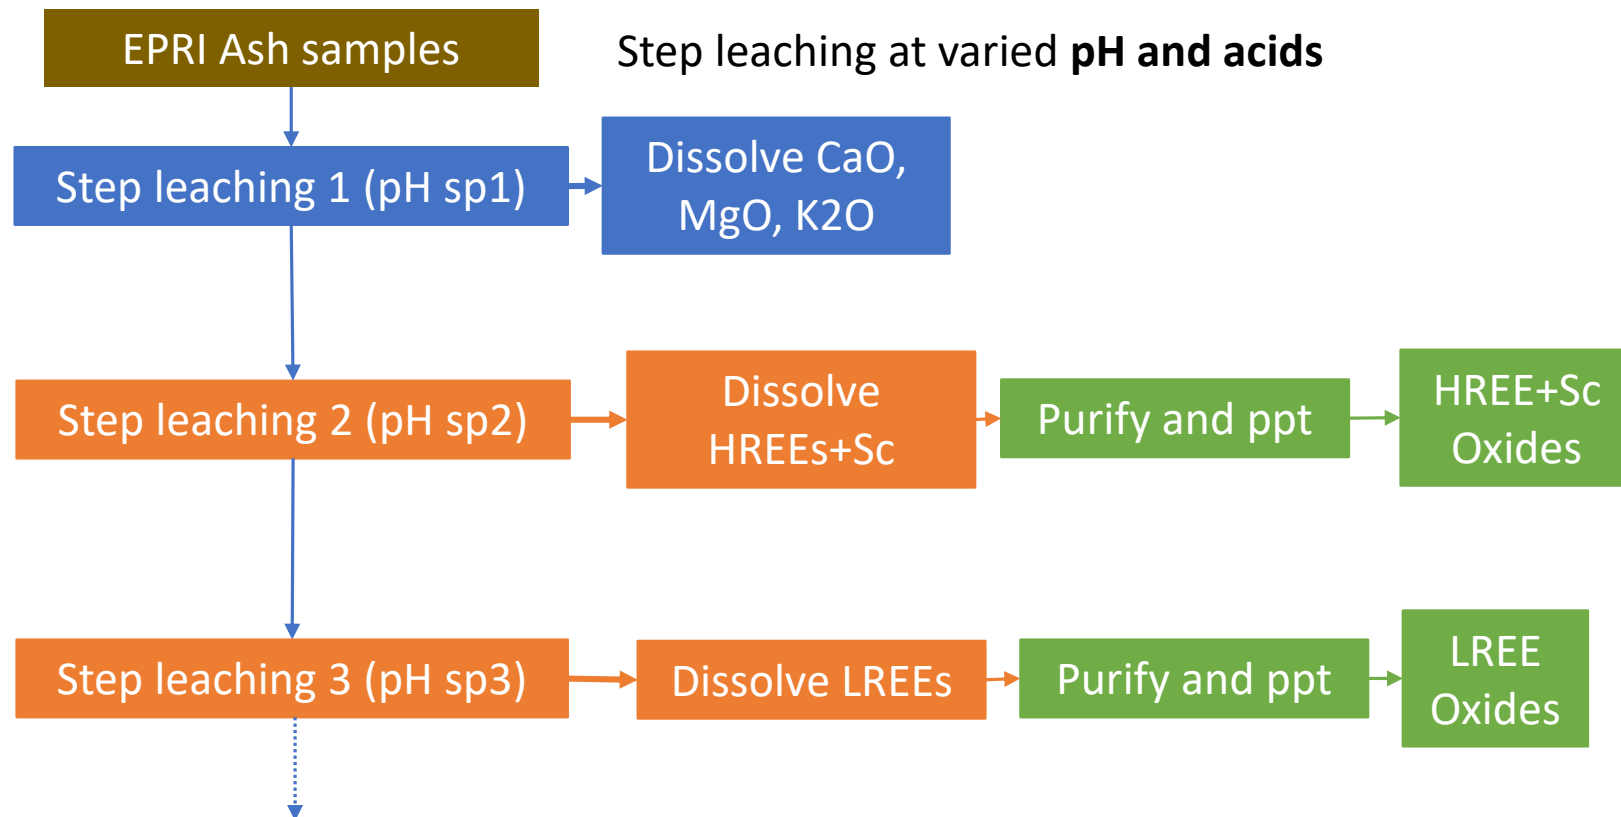 EPRI Ash samples
Step leaching at varied pH and acids
Step leaching 1 (pH sp1)
Dissolve CaO,
MgO, K2O
Step leaching 2 (pH sp2)
Dissolve
HREEs+Sc
Purify and ppt
HREE+Sc
Oxides
Step leaching 3 (pH sp3)
Dissolve LREEs
Purify and ppt
LREE
Oxides